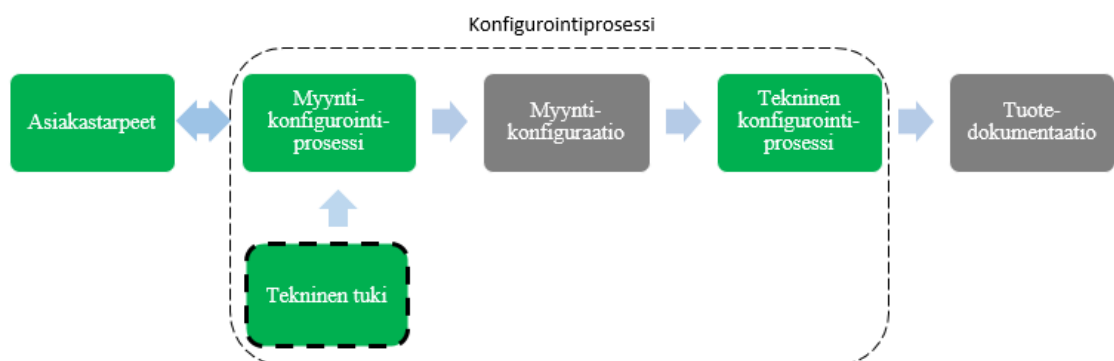 Konfigurointiprosessi
Asiakastarpeet
Myynti-
konfigurointi-
prosessi
Myynti-
konfiguraatio
Tekninen
konfigurointi-
prosessi
Tuote-
dokumentaatio
Tekninen tuki